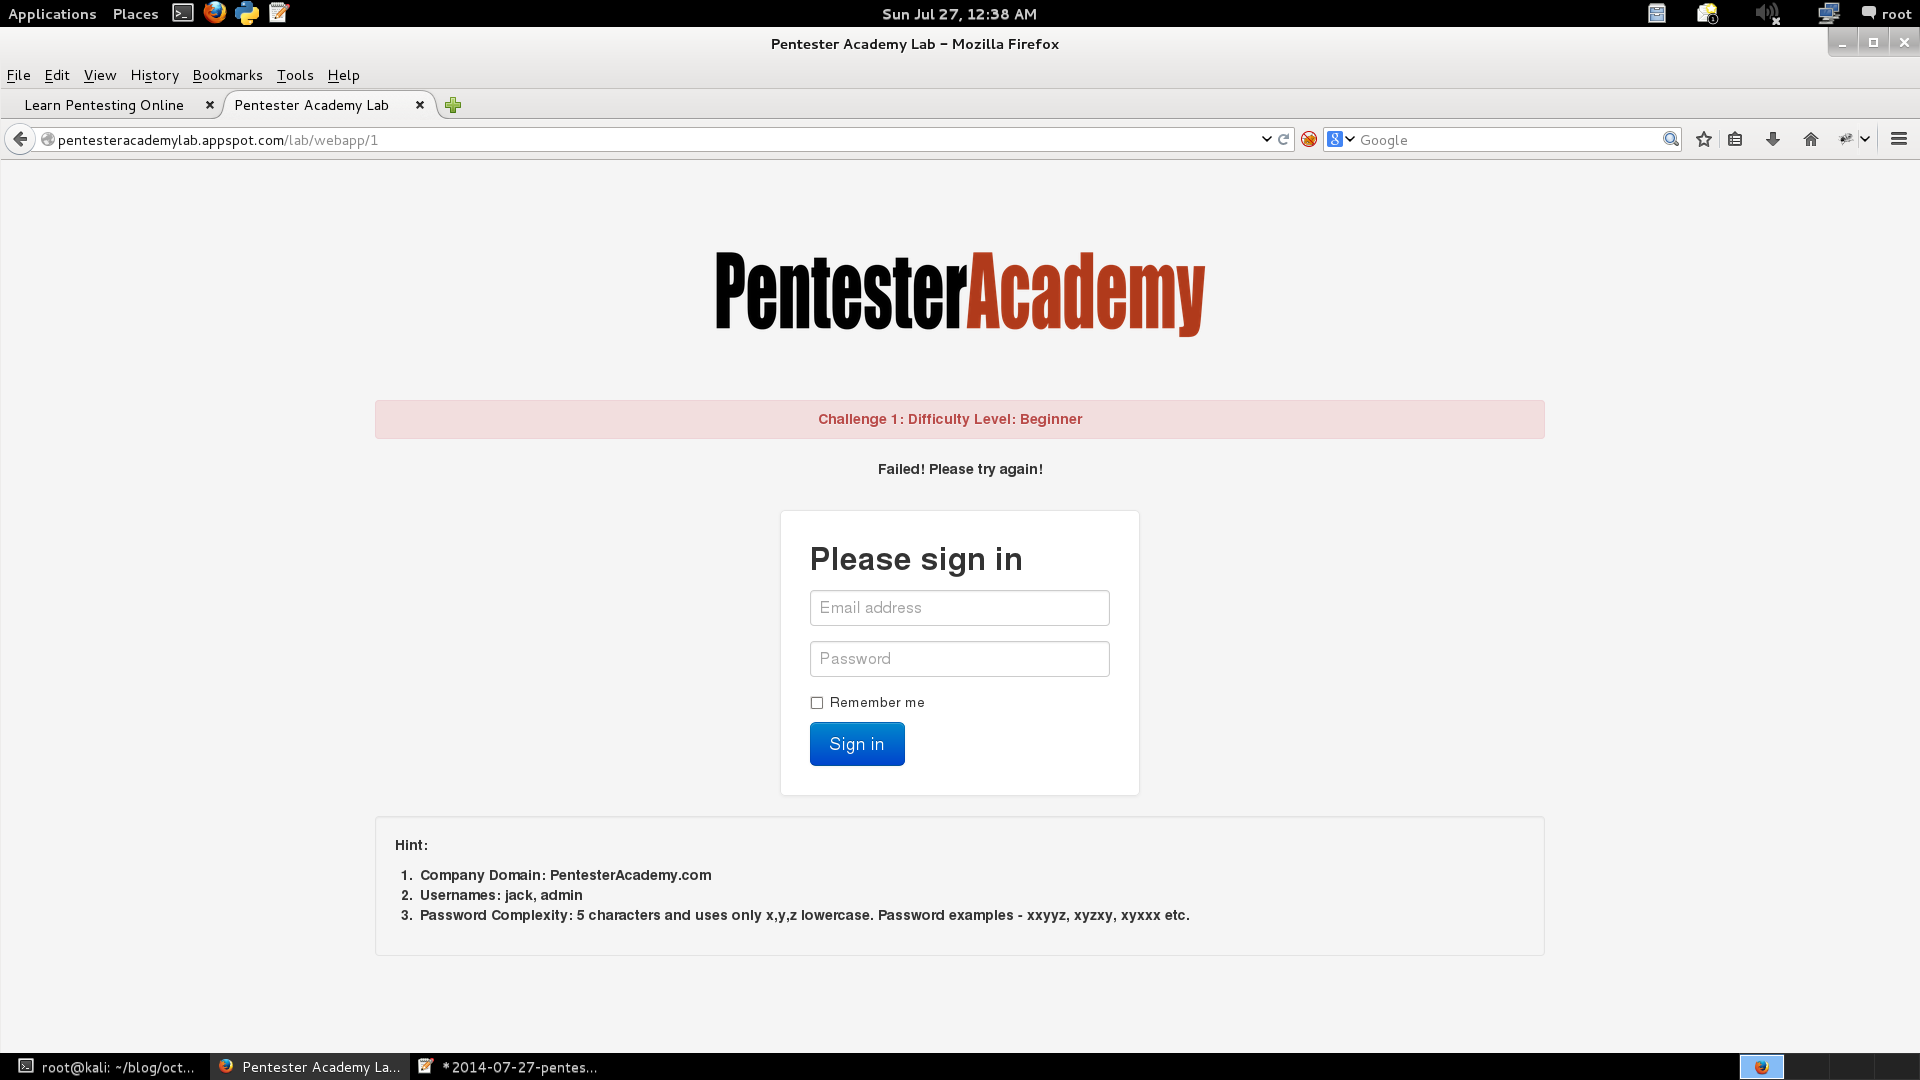 Applications Places Sun Jul 27, 12:38 AM 1 root
Pentester Academy Lab - Mozilla Firefox
File Edit View History Bookmarks Tools Help
Learn Pentesting Online Pentester Academy Lab
pentesteracademylab.appspot.com/lab/webapp/1 8 Google
PentesterAcademy
Challenge 1: Difficulty Level: Beginner
Failed! Please try again!
Please sign in
Email address
Password
Remember me
Sign in
Hint:
1. Company Domain: PentesterAcademy.com
2. Usernames: jack, admin
3. Password Complexity: 5 characters and uses only x,y,z lowercase. Password examples - xxyyz, xyzxy, xyxxx etc.
root@kali: ~/blog/oct... Pentester Academy La... *2014-07-27-pentes...